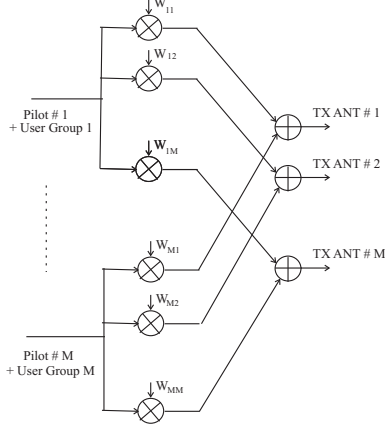 W11
W12
Pilot # 1
+ User Group 1
TX ANT # 1
TX ANT # 2
W1M
WM1
TX ANT # M
WM2
Pilot # M
+ User Group M
WMM